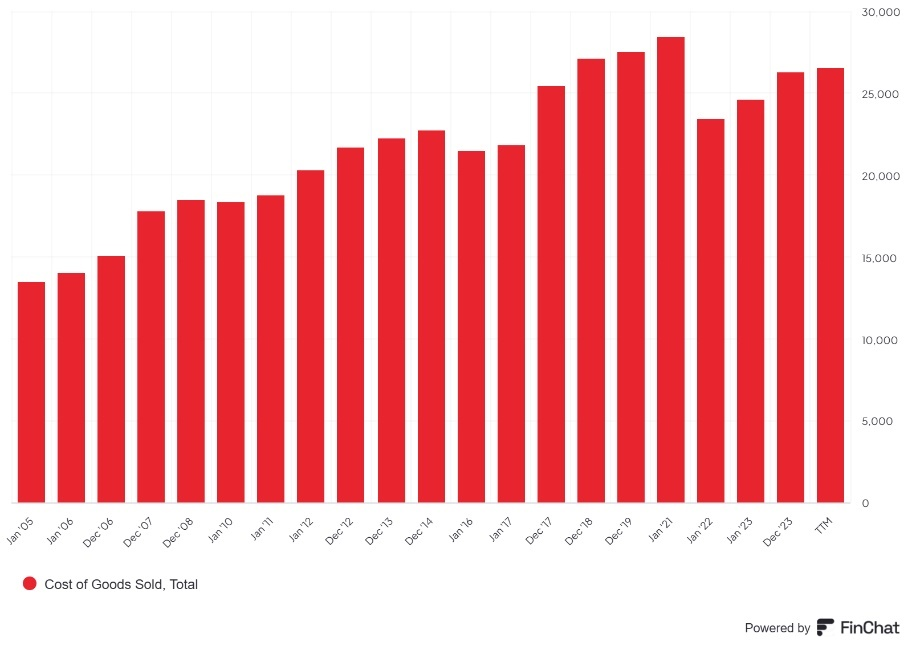 30,000
25,000
20,000
15,000
10,000
5,000
0
Jan '05
Jan '06
Dec '06
Dec '07
Dec '08
Jan '10
Jan '11
Jan '12
Dec '12
Dec '13
Dec '14
Jan '16
Jan '17
Dec '17
Dec '18
Dec '19
Jan '21
Jan '22
Jan '23
Dec '23
TTM
Cost of Goods Sold, Total
Powered by FinChat